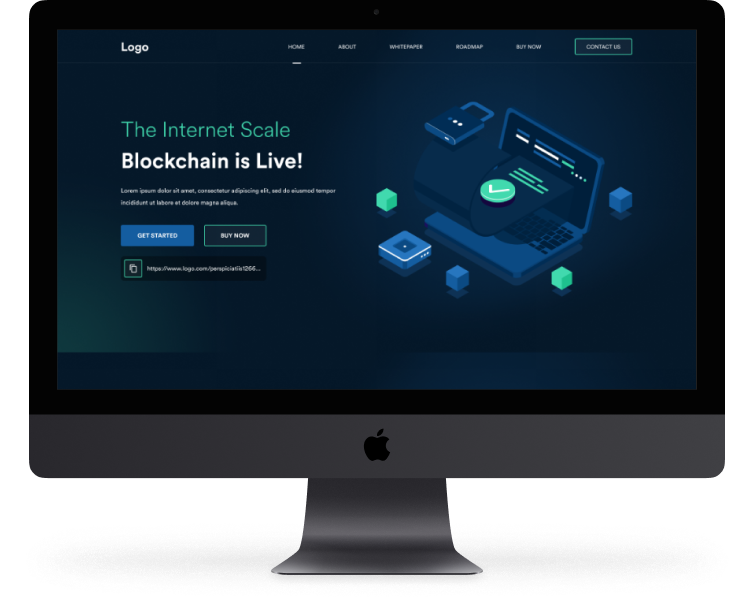 Logo
HOME
ABOUT
WHITEPAPER
ROADMAP
BUY NOW
CONTACT US
The Internet Scale
Blockchain is Live!
Lorem ipsum dolor sit amet, consectetur adipiscing elit, sed do eiusmod tempor
incididunt ut labore et dolore magna aliqua.
GET STARTED
BUY NOW
https://www.logo.com/perspiciatiis1256...